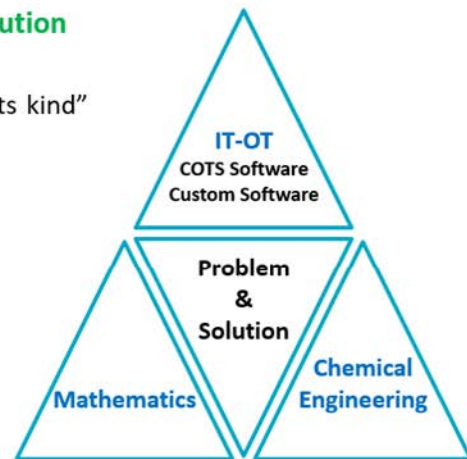 ution
ts kind”
IT-OT
COTS Software
Custom Software
Problem
&
Solution
Mathematics
Chemical
Engineering